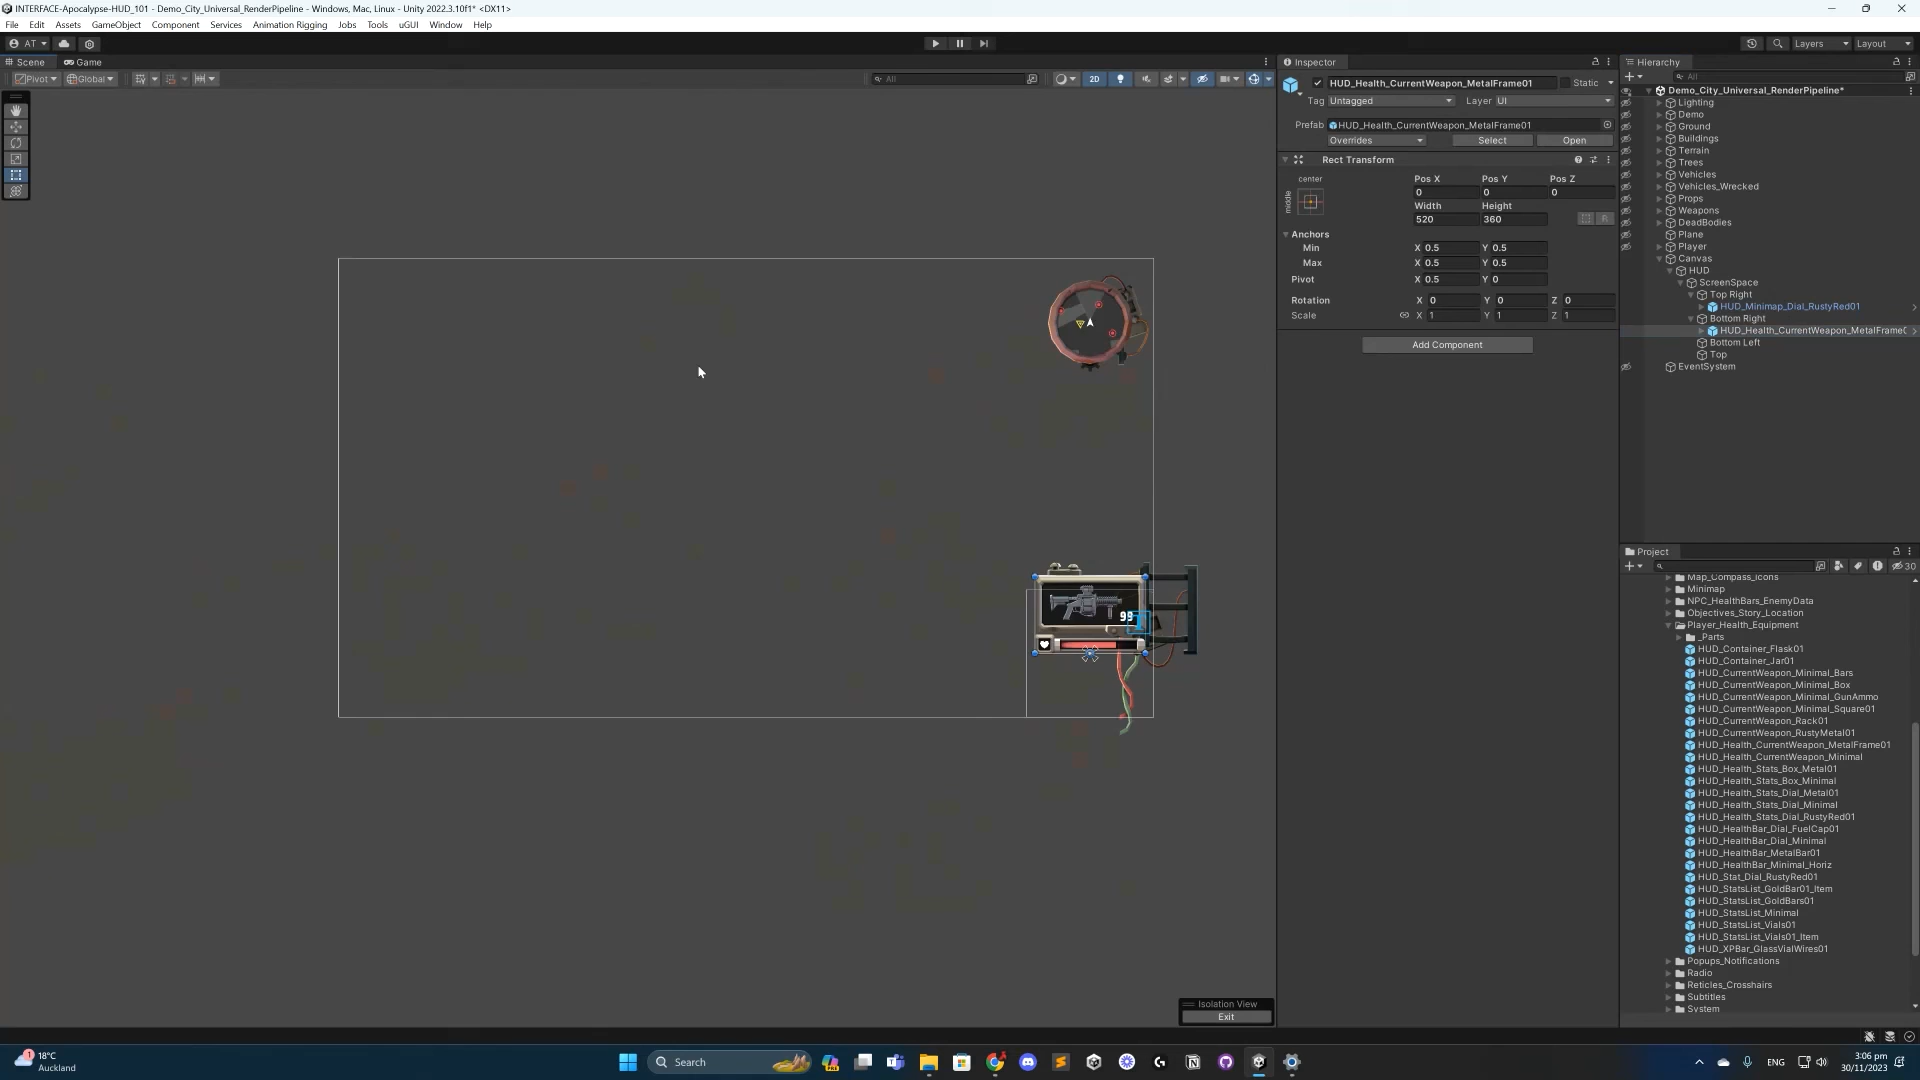 INTERFACE-Apocalypse-HUD_101 - Demo_City_Universal_RenderPipeline - Windows, Mac, Linux - Unity 2022.3.10f1* <DX11>
File Edit Assets GameObject Component Services Animation Rigging Jobs Tools uGUI Window Help
AT
Layers
Layout
Scene
Game
Pivot
Global
All
2D
99
Isolation View
Exit
Inspector
HUD_Health_CurrentWeapon_MetalFrame01
Static
Tag Untagged
Layer UI
Prefab HUD_Health_CurrentWeapon_MetalFrame01
Overrides Select Open
Rect Transform
center
middle
Pos X Pos Y Pos Z
0 0 0
Width Height
520 360
R
Anchors
Min X 0.5 Y 0.5
Max X 0.5 Y 0.5
Pivot X 0.5 Y 0
Rotation X 0 Y 0 Z 0
Scale X 1 Y 1 Z 1
Add Component
Hierarchy
All
Demo_City_Universal_RenderPipeline*
Lighting
Demo
Ground
Buildings
Terrain
Trees
Vehicles
Vehicles_Wrecked
Props
Weapons
DeadBodies
Plane
Player
Canvas
HUD
ScreenSpace
Top Right
HUD_Minimap_Dial_RustyRed01
Bottom Right
HUD_Health_CurrentWeapon_MetalFrame
Bottom Left
Top
EventSystem
Project
30
Map_Compass_Icons
Minimap
NPC_HealthBars_EnemyData
Objectives_Story_Location
Player_Health_Equipment
_Parts
HUD_Container_Flask01
HUD_Container_Jar01
HUD_CurrentWeapon_Minimal_Bars
HUD_CurrentWeapon_Minimal_Box
HUD_CurrentWeapon_Minimal_GunAmmo
HUD_CurrentWeapon_Minimal_Square01
HUD_CurrentWeapon_Rack01
HUD_CurrentWeapon_RustyMetal01
HUD_Health_CurrentWeapon_MetalFrame01
HUD_Health_CurrentWeapon_Minimal
HUD_Health_Stats_Box_Metal01
HUD_Health_Stats_Box_Minimal
HUD_Health_Stats_Dial_Metal01
HUD_Health_Stats_Dial_Minimal
HUD_Health_Stats_Dial_RustyRed01
HUD_HealthBar_Dial_FuelCap01
HUD_HealthBar_Dial_Minimal
HUD_HealthBar_MetalBar01
HUD_HealthBar_Minimal_Horiz
HUD_Stat_Dial_RustyRed01
HUD_StatsList_GoldBar01_Item
HUD_StatsList_GoldBars01
HUD_StatsList_Minimal
HUD_StatsList_Vials01
HUD_StatsList_Vials01_Item
HUD_XPBar_GlassVialWires01
Popups_Notifications
Radio
Reticles_Crosshairs
Subtitles
System
1
18°C
Auckland
Search
PRE
ENG
3:06 pm
30/11/2023